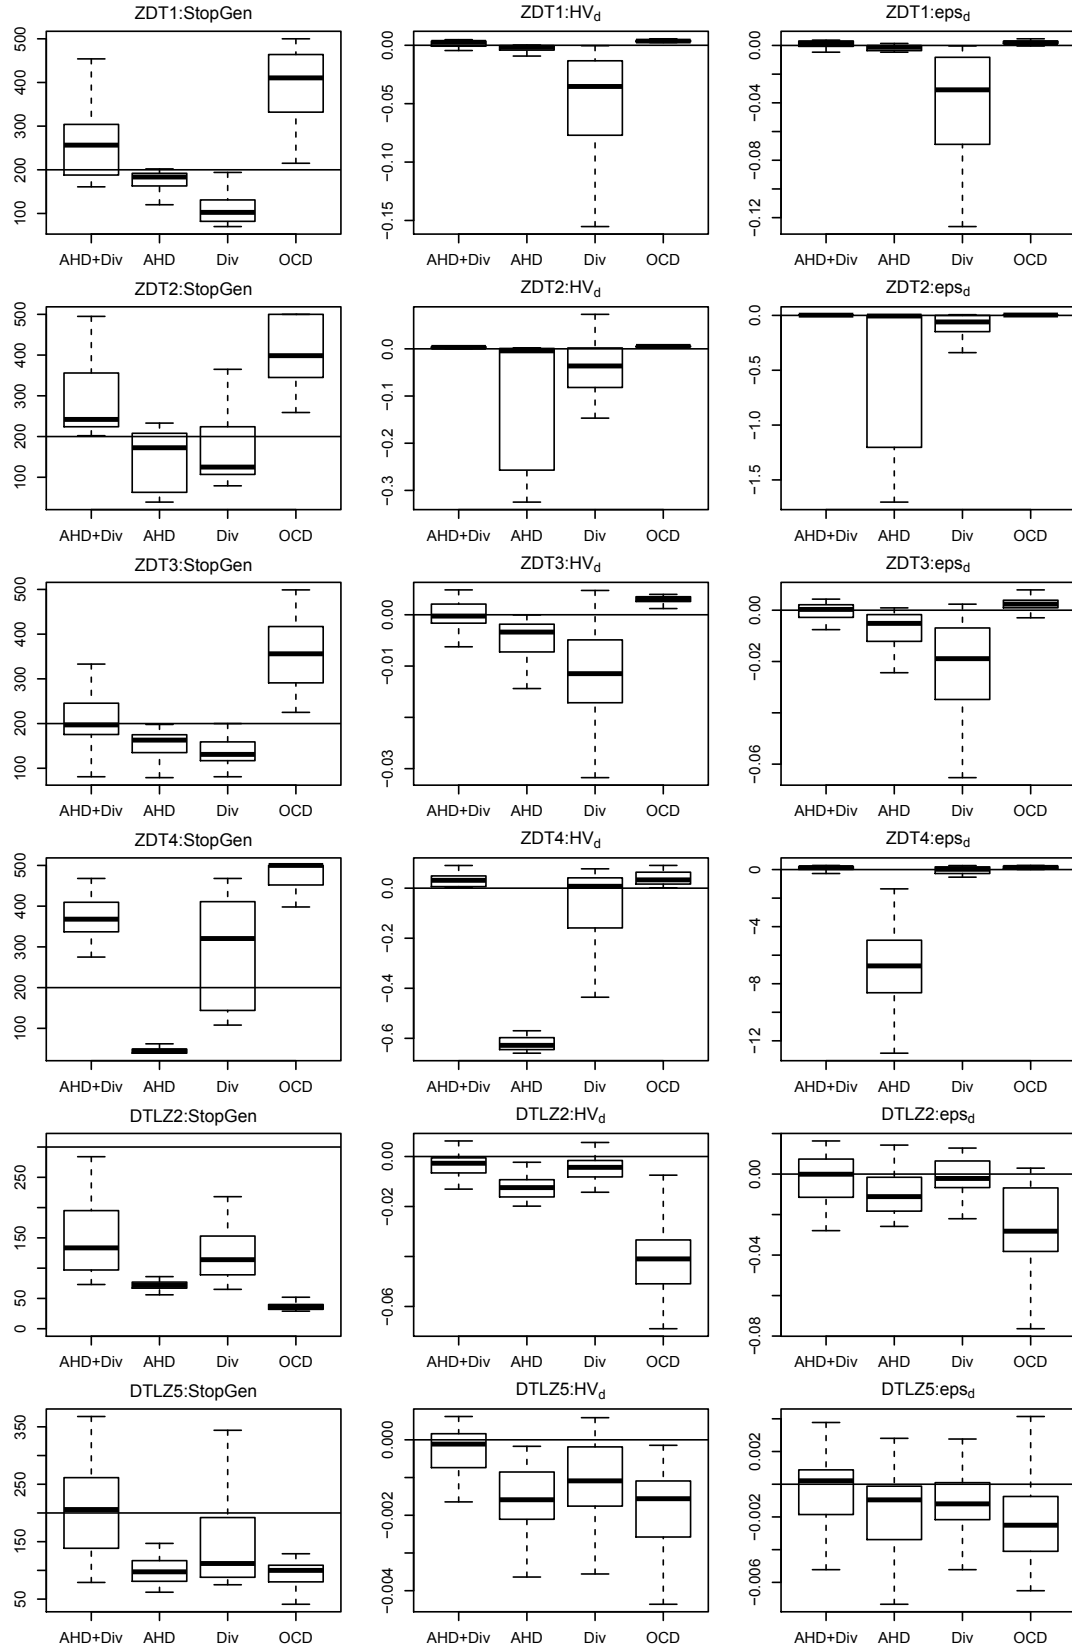 ZDT1:StopGen ZDT1:HVd ZDT1:epsd
500 400 300 200 100
0.00 −0.05 −0.10 −0.15
0.00 −0.04 −0.08 −0.12
AHD+Div AHD Div OCD AHD+Div AHD Div OCD AHD+Div AHD Div OCD
ZDT2:StopGen ZDT2:HVd ZDT2:epsd
500 400 300 200 100
0.0 −0.1 −0.2 −0.3
0.0 −0.5 −1.0 −1.5
AHD+Div AHD Div OCD AHD+Div AHD Div OCD AHD+Div AHD Div OCD
ZDT3:StopGen ZDT3:HVd ZDT3:epsd
500 400 300 200 100
0.00 −0.01 −0.03
0.00 −0.02 −0.06
AHD+Div AHD Div OCD AHD+Div AHD Div OCD AHD+Div AHD Div OCD
ZDT4:StopGen ZDT4:HVd ZDT4:epsd
500 400 300 200 100
0.0 −0.2 −0.4 −0.6
0 −4 −8 −12
AHD+Div AHD Div OCD AHD+Div AHD Div OCD AHD+Div AHD Div OCD
DTLZ2:StopGen DTLZ2:HVd DTLZ2:epsd
250 150 50 0
0.00 −0.02 −0.06
0.00 −0.04 −0.08
AHD+Div AHD Div OCD AHD+Div AHD Div OCD AHD+Div AHD Div OCD
DTLZ5:StopGen DTLZ5:HVd DTLZ5:epsd
350 250 150 50
0.000 −0.002 −0.004
0.002 −0.002 −0.006
AHD+Div AHD Div OCD AHD+Div AHD Div OCD AHD+Div AHD Div OCD